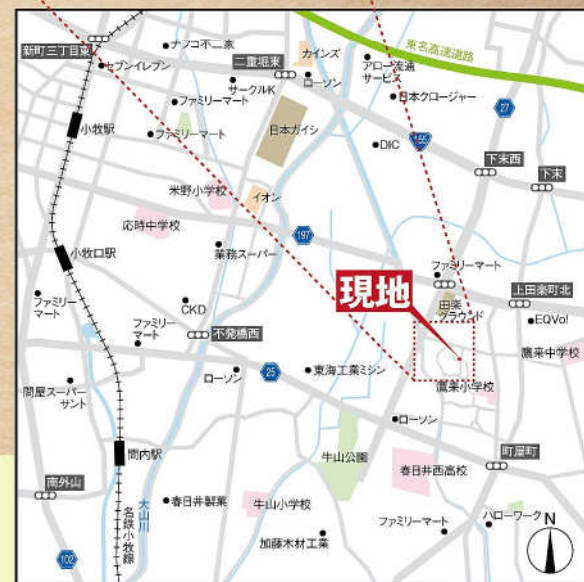 東名高速道路
新町三丁目東
ナフコ不二家
セブンイレブン
二重堀東
カインズ
ローソン
アロー流通
サービス
サークルK
ファミリーマート
日本クロージャー
27
小牧駅
ファミリーマート
日本ガイシ
DIC
155
下末西
下末
米野小学校
イオン
応時中学校
197
小牧口駅
業務スーパー
ファミリーマート
現地
田楽
グラウンド
上田楽町北
EQVo!
ファミリー
マート
CKD
ファミリー
マート
不発橋西
鷹来中学校
ローソン
25
東海工業ミシン
鷹来小学校
問屋スーパー
サント
ローソン
間内駅
牛山公園
町屋町
春日井西高校
南外山
大山川
春日井製菓
牛山小学校
名鉄小牧線
加藤木材工業
ファミリーマート
ハローワーク
N
102